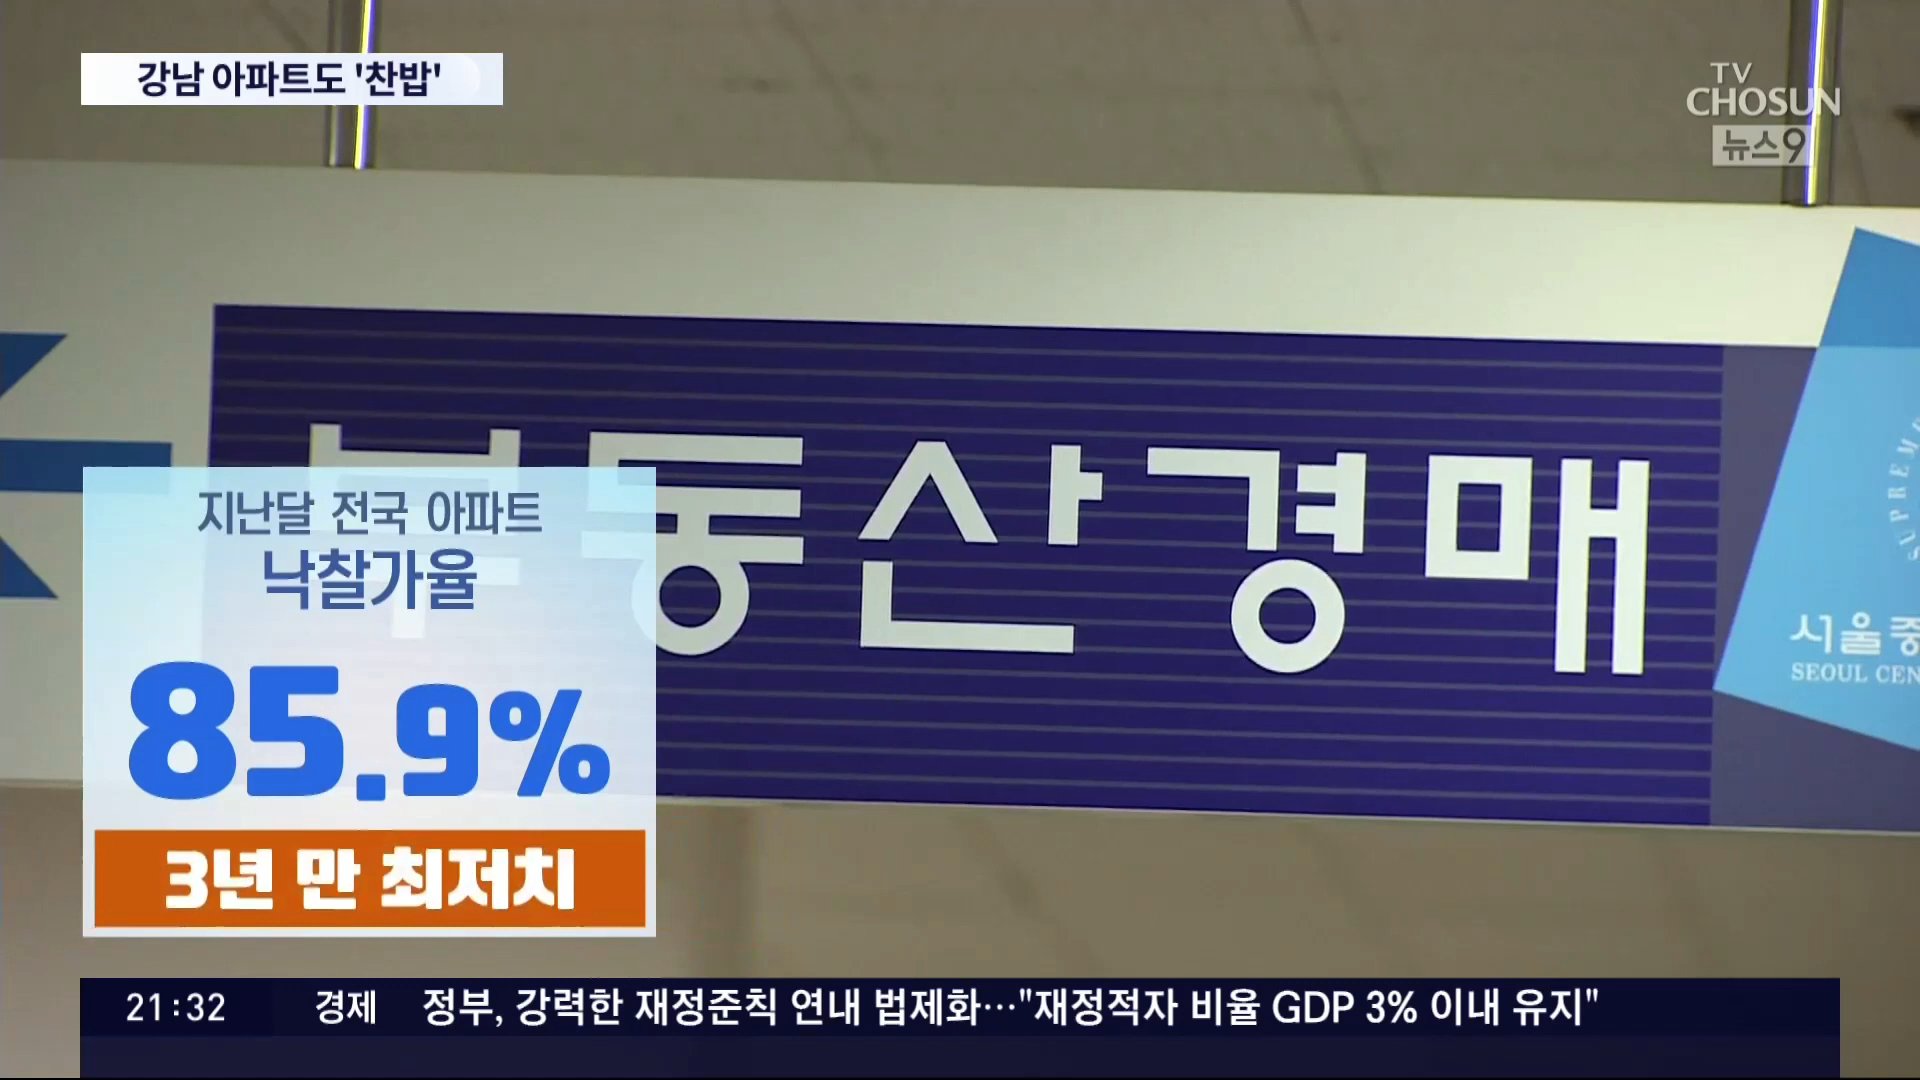 강남 아파트도 '찬밥'
TV
CHOSUN
뉴스9
부동산경매
SUPREM
서울중
SEOUL CEN
지난달 전국 아파트
낙찰가율
85.9%
3년 만 최저치
21:32 경제 정부, 강력한 재정준칙 연내 법제화…"재정적자 비율 GDP 3% 이내 유지"